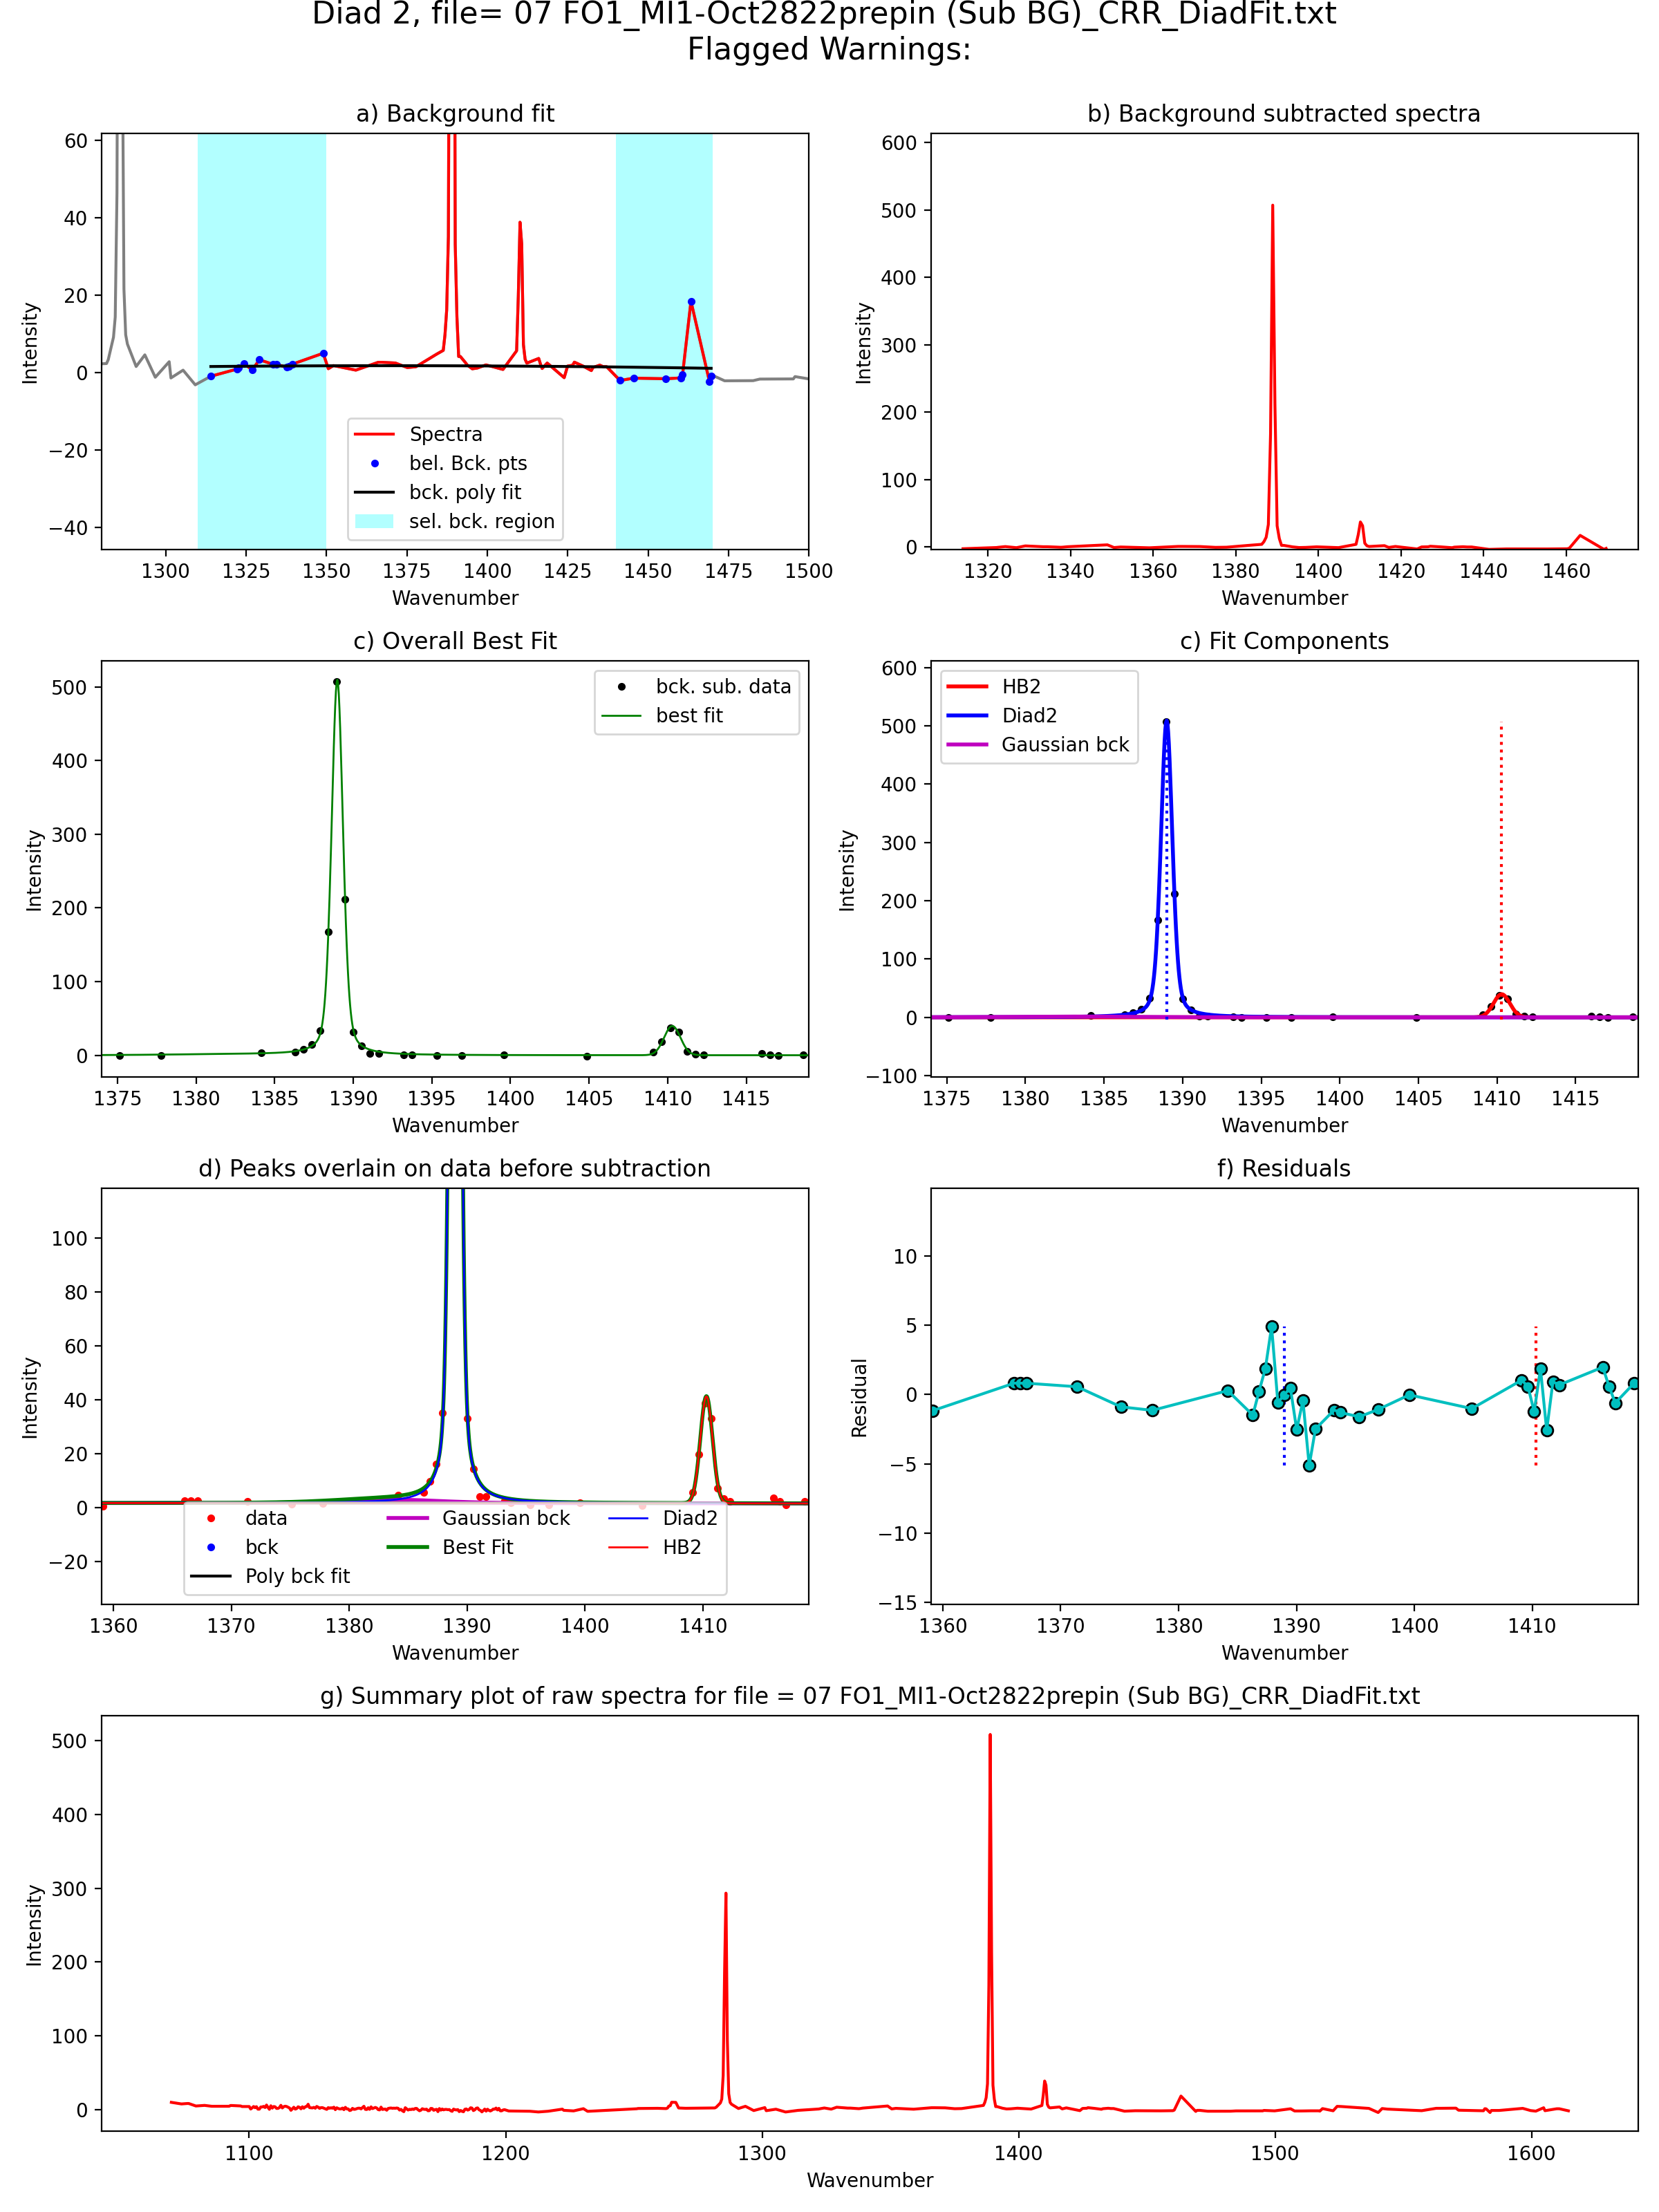 Diad 2, file= 07 FO1_MI1-Oct2822prepin (Sub BG)_CRR_DiadFit.txt
Flagged Warnings:
a) Background fit
60
40
20
0
−20
−40
Intensity
1300 1325 1350 1375 1400 1425 1450 1475 1500
Wavenumber
Spectra
bel. Bck. pts
bck. poly fit
sel. bck. region
b) Background subtracted spectra
600
500
400
300
200
100
0
Intensity
1320 1340 1360 1380 1400 1420 1440 1460
Wavenumber
c) Overall Best Fit
500
400
300
200
100
0
Intensity
1375 1380 1385 1390 1395 1400 1405 1410 1415
Wavenumber
bck. sub. data
best fit
c) Fit Components
600
500
400
300
200
100
0
−100
Intensity
1375 1380 1385 1390 1395 1400 1405 1410 1415
Wavenumber
HB2
Diad2
Gaussian bck
d) Peaks overlain on data before subtraction
100
80
60
40
20
0
−20
Intensity
1360 1370 1380 1390 1400 1410
Wavenumber
data
bck
Poly bck fit
Gaussian bck
Best Fit
Diad2
HB2
f) Residuals
10
5
0
−5
−10
−15
Residual
1360 1370 1380 1390 1400 1410
Wavenumber
g) Summary plot of raw spectra for file = 07 FO1_MI1-Oct2822prepin (Sub BG)_CRR_DiadFit.txt
500
400
300
200
100
0
Intensity
1100 1200 1300 1400 1500 1600
Wavenumber